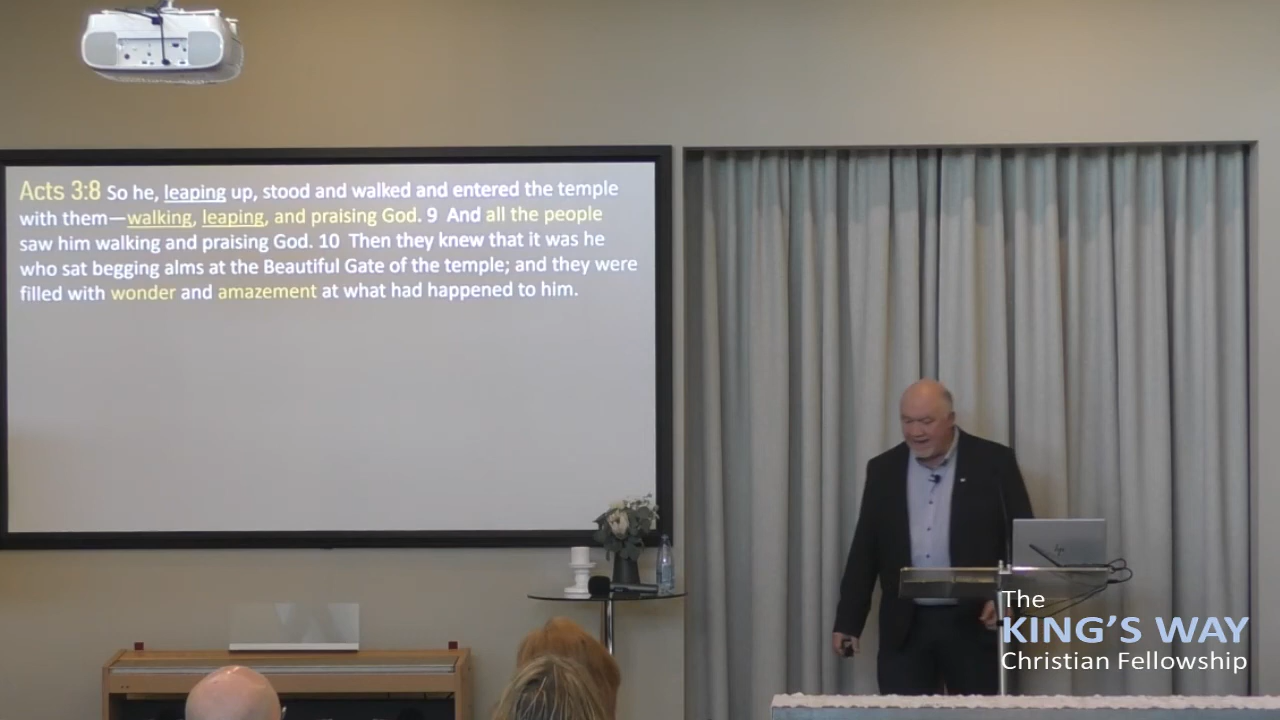 Acts 3:8 So he, leaping up, stood and walked and entered the temple
with them—walking, leaping, and praising God. 9 And all the people
saw him walking and praising God. 10 Then they knew that it was he
who sat begging alms at the Beautiful Gate of the temple; and they were
filled with wonder and amazement at what had happened to him.
hp
The
KING'S WAY
Christian Fellowship